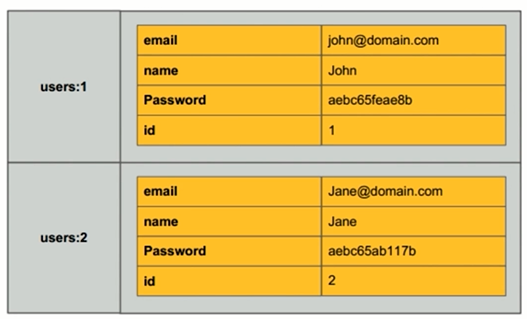 users:1
email john@domain.com
name John
Password aebc65feae8b
id 1
users:2
email Jane@domain.com
name Jane
Password aebc65ab117b
id 2